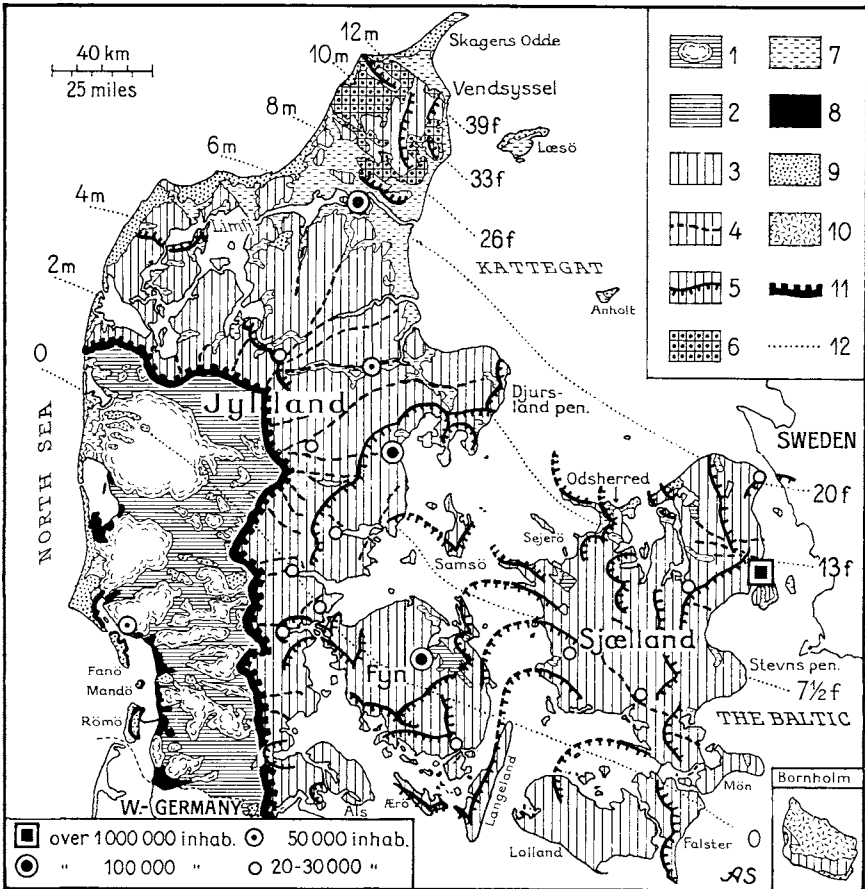 40 km
25 miles
12 m
10 m
8 m
6 m
4 m
2 m
0
Skagens Odde
Vendsyssel
39 f
33 f
26 f
Læsö
Limf
KATTEGAT
Anholt
1
2
3
4
5
6
7
8
9
10
11
12
NORTH SEA
Jylland
Djurs-
land pen.
SWEDEN
20 f
13 f
Odsherred
Sejerö
Samsö
Sjælland
Fyn
Stevns pen.
7½ f
THE BALTIC
Fanö
Mandö
Römö
W.-GERMANY
Als
Ærö
Langeland
Lolland
Falster
Mön
0
AS
Bornholm
over 1 000 000 inhab.
" 100 000 "
50 000 inhab.
20-30 000 "